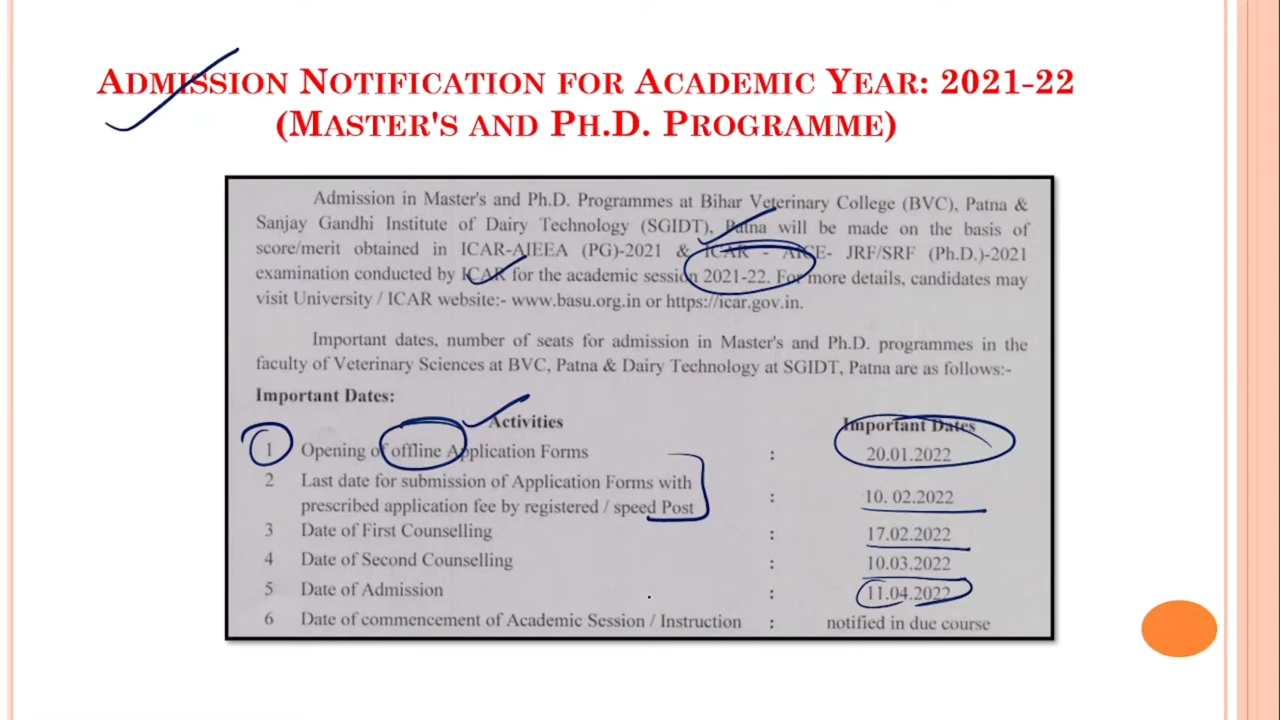 ADMISSION NOTIFICATION FOR ACADEMIC YEAR: 2021-22
(MASTER'S AND PH.D. PROGRAMME)
Admission in Master's and Ph.D. Programmes at Bihar Veterinary College (BVC), Patna &
Sanjay Gandhi Institute of Dairy Technology (SGIDT), Patna will be made on the basis of
score/merit obtained in ICAR-AIEEA (PG)-2021 & ICAR - AICE- JRF/SRF (Ph.D.)-2021
examination conducted by ICAR for the academic session 2021-22. For more details, candidates may
visit University / ICAR website:- www.basu.org.in or https://icar.gov.in.
Important dates, number of seats for admission in Master's and Ph.D. programmes in the
faculty of Veterinary Sciences at BVC, Patna & Dairy Technology at SGIDT, Patna are as follows:-
Important Dates:
Activities Important Dates
1 Opening of offline Application Forms : 20.01.2022
2 Last date for submission of Application Forms with
prescribed application fee by registered / speed Post : 10. 02.2022
3 Date of First Counselling : 17.02.2022
4 Date of Second Counselling : 10.03.2022
5 Date of Admission : 11.04.2022
6 Date of commencement of Academic Session / Instruction : notified in due course